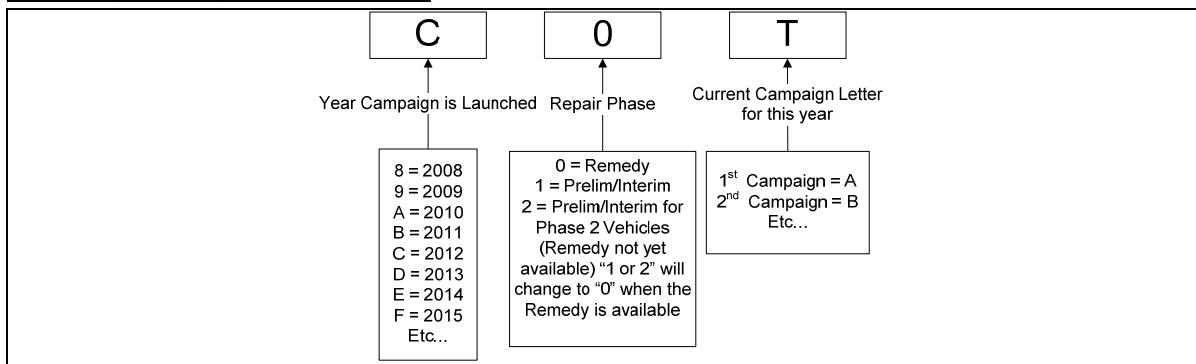 C
0
T
Year Campaign is Launched
Repair Phase
Current Campaign Letter
for this year
8 = 2008
9 = 2009
A = 2010
B = 2011
C = 2012
D = 2013
E = 2014
F = 2015
Etc...
0 = Remedy
1 = Prelim/Interim
2 = Prelim/Interim for
Phase 2 Vehicles
(Remedy not yet
available) “1 or 2” will
change to “0” when the
Remedy is available
1st Campaign = A
2nd Campaign = B
Etc...